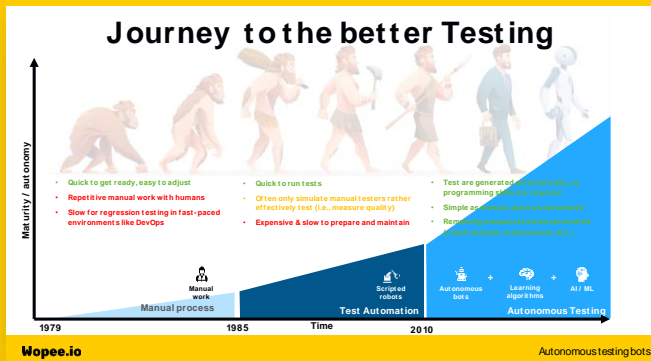 Journey to the better Testing
Maturity / autonomy
• Quick to get ready, easy to adjust
• Repetitive manual work with humans
• Slow for regression testing in fast-paced
environments like DevOps
• Quick to run tests
• Often only simulate manual testers rather
effectively test (i.e., measure quality)
• Expensive & slow to prepare and maintain
• Test are generated
programming
• Simple as
Manual
work
Manual process
Scripted
robots
Test Automation
Autonomous
bots
+
Learning
algorithms
+
AI / ML
Autonomous Testing
1979
1985
Time
2010
Wopee.io
Autonomous testing bots